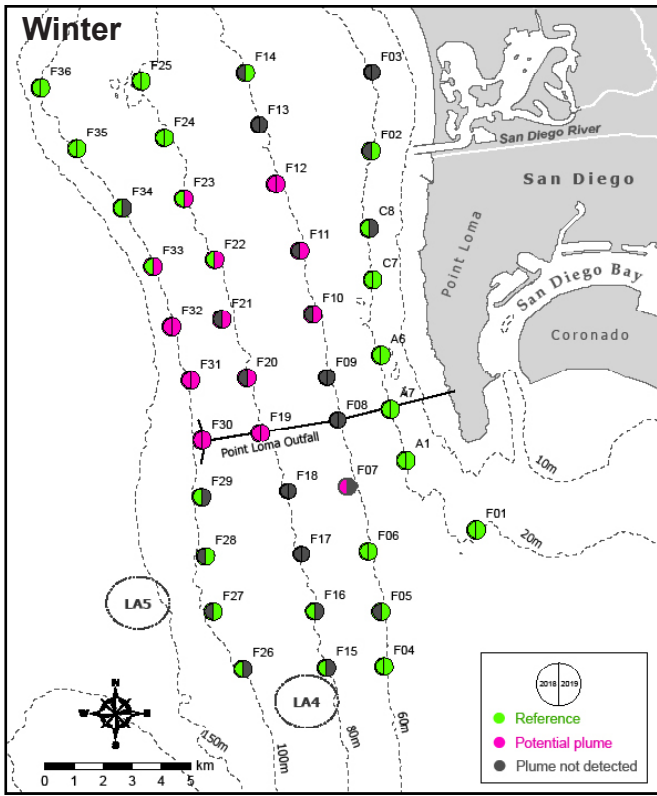 Winter
F36
F25
F14
F03
F35
F24
F13
F02
San Diego River
San Diego
F34
F23
F12
C8
Point Loma
San Diego Bay
Coronado
F33
F22
F11
C7
F32
F21
F10
A6
F31
F20
F09
A7
F30
F19
F08
Point Loma Outfall
A1
10m
F29
F18
F07
F01
20m
F28
F17
F06
LA5
F27
F16
F05
F26
F15
F04
LA4
N
W
E
S
150m
100m
80m
60m
0 1 2 3 4 5 km
2018 2019
Reference
Potential plume
Plume not detected